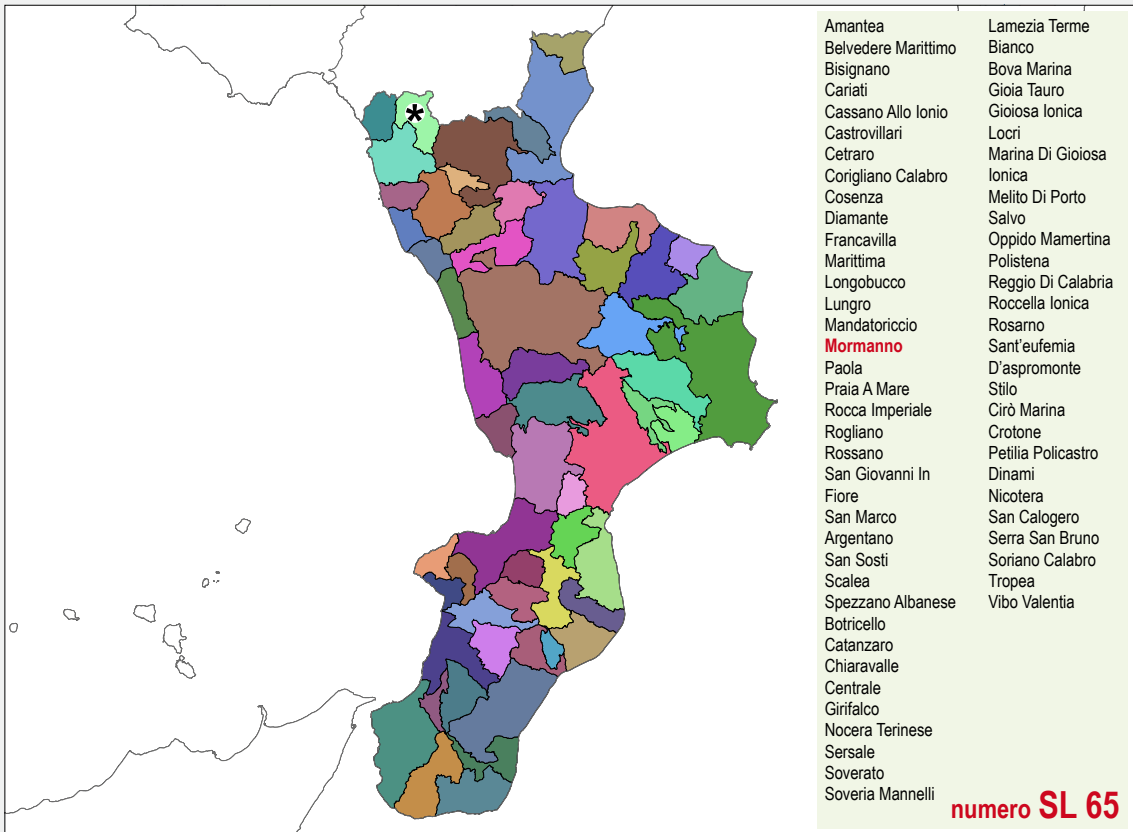 *
Amantea
Belvedere Marittimo
Bisignano
Cariati
Cassano Allo Ionio
Castrovillari
Cetraro
Corigliano Calabro
Cosenza
Diamante
Francavilla
Marittima
Longobucco
Lungro
Mandatoriccio
Mormanno
Paola
Praia A Mare
Rocca Imperiale
Rogliano
Rossano
San Giovanni In
Fiore
San Marco
Argentano
San Sosti
Scalea
Spezzano Albanese
Botricello
Catanzaro
Chiaravalle
Centrale
Girifalco
Nocera Terinese
Sersale
Soverato
Soveria Mannelli
Lamezia Terme
Bianco
Bova Marina
Gioia Tauro
Gioiosa Ionica
Locri
Marina Di Gioiosa
Ionica
Melito Di Porto
Salvo
Oppido Mamertina
Polistena
Reggio Di Calabria
Roccella Ionica
Rosarno
Sant'eufemia
D'aspromonte
Stilo
Cirò Marina
Crotone
Petilia Policastro
Dinami
Nicotera
San Calogero
Serra San Bruno
Soriano Calabro
Tropea
Vibo Valentia
numero SL 65